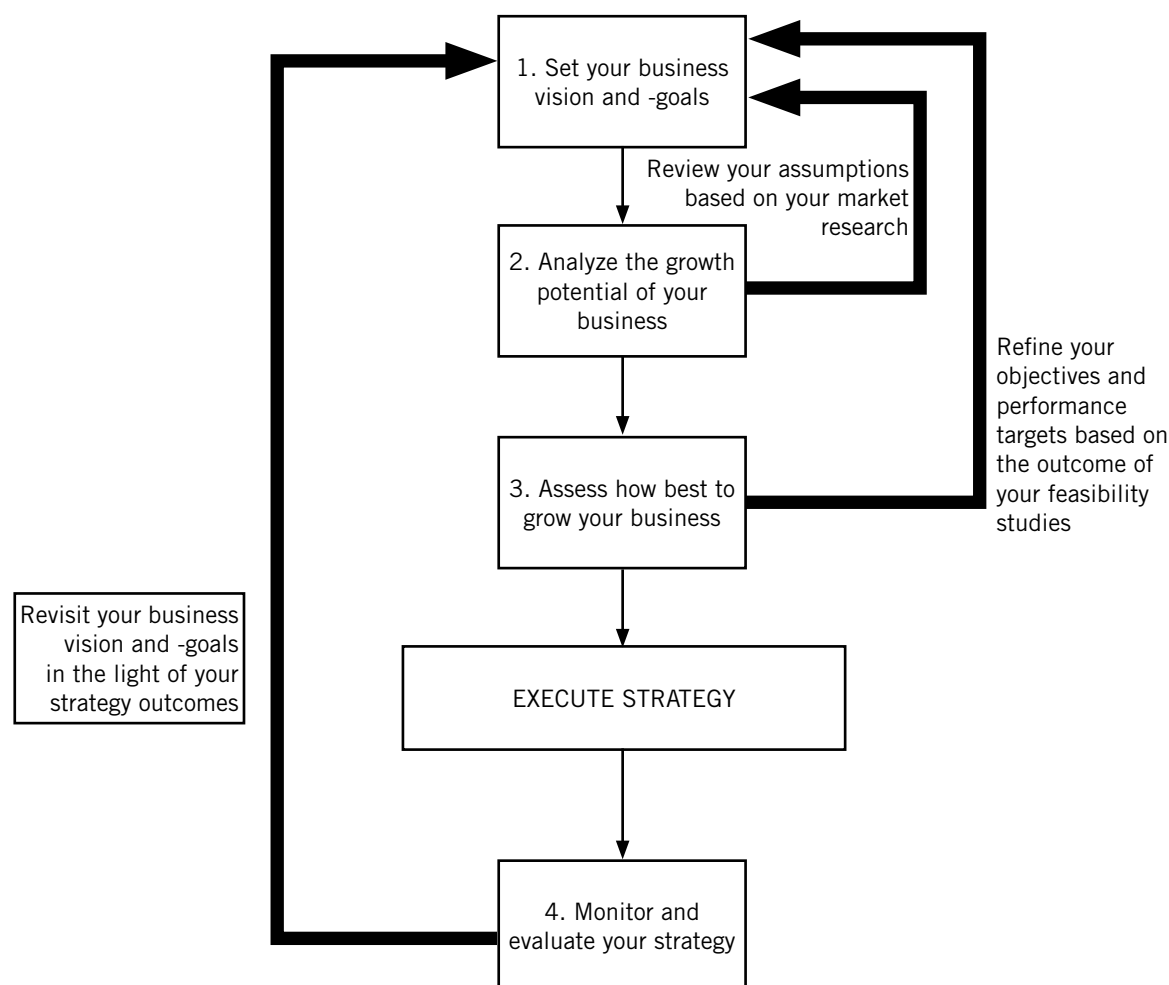 1. Set your business
vision and -goals
Review your assumptions
based on your market
research
2. Analyze the growth
potential of your
business
Refine your
objectives and
performance
targets based on
the outcome of
your feasibility
studies
3. Assess how best to
grow your business
Revisit your business
vision and -goals
in the light of your
strategy outcomes
EXECUTE STRATEGY
4. Monitor and
evaluate your strategy